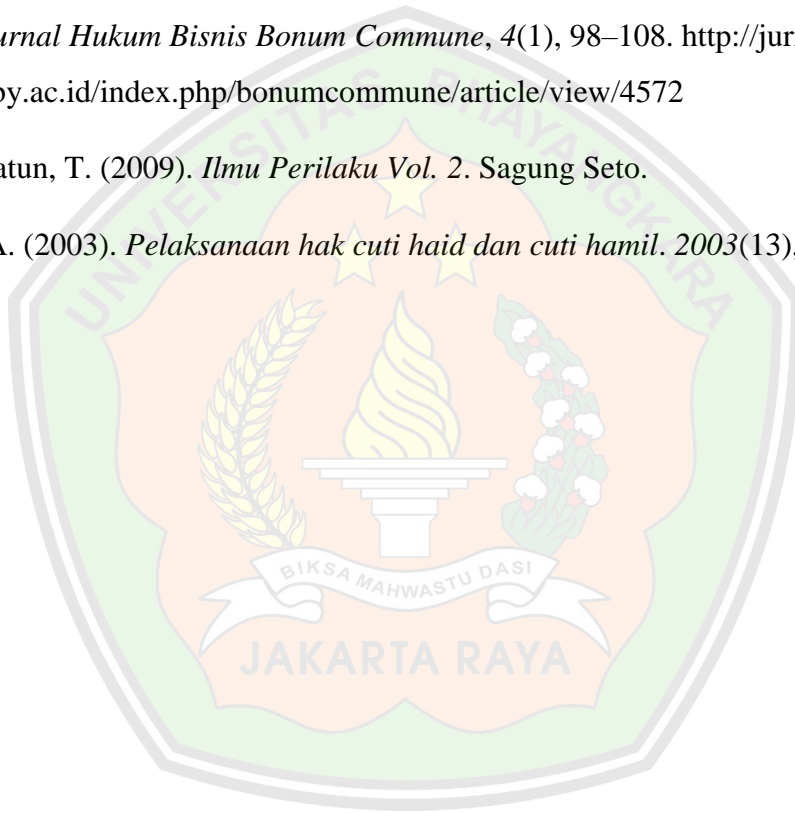 urnal Hukum Bisnis Bonum Commune, 4(1), 98–108. http://jur
by.ac.id/index.php/bonumcommune/article/view/4572
atun, T. (2009). Ilmu Perilaku Vol. 2. Sagung Seto.
A. (2003). Pelaksanaan hak cuti haid dan cuti hamil. 2003(13),
UNIVERSITAS BHAYANGKARA
BIKSA MAHWASTU DASI
JAKARTA RAYA